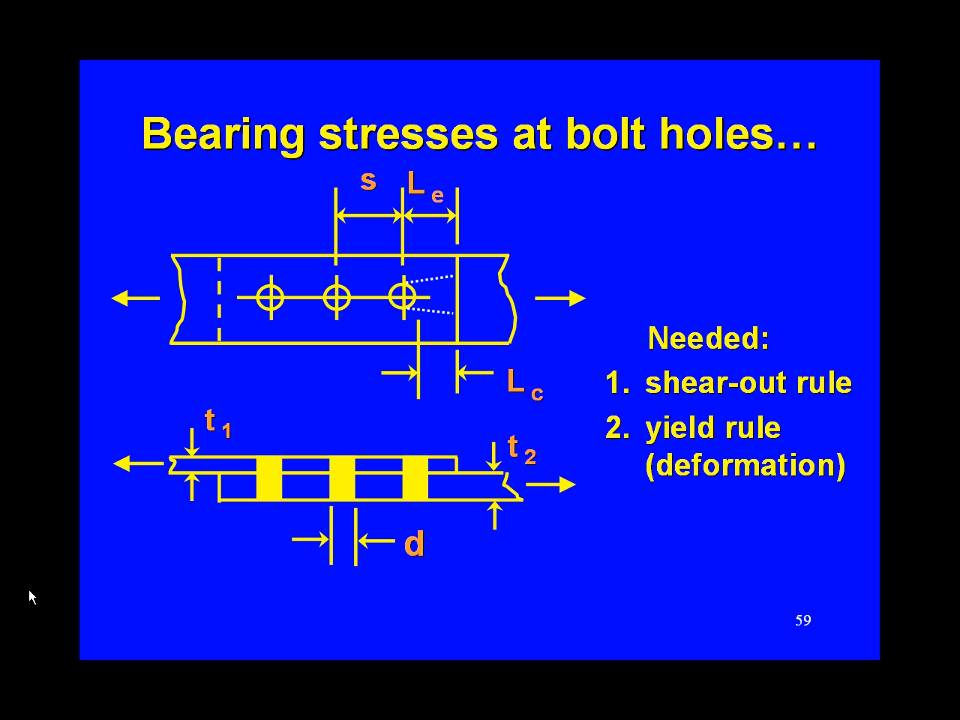 Bearing stresses at bolt holes…
s L e
Needed:
1. shear-out rule
L c
t 1
2. yield rule
t 2
(deformation)
d
59